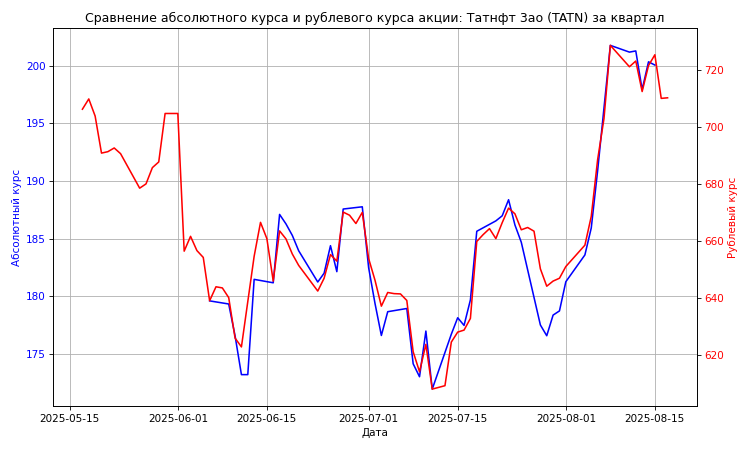 Сравнение абсолютного курса и рублевого курса акции: Татнфт 3ао (TATN) за квартал
Абсолютный курс
200
195
190
185
180
175
720
700
680
660
640
620
Рублевый курс
2025-05-15 2025-06-01 2025-06-15 2025-07-01 2025-07-15 2025-08-01 2025-08-15
Дата